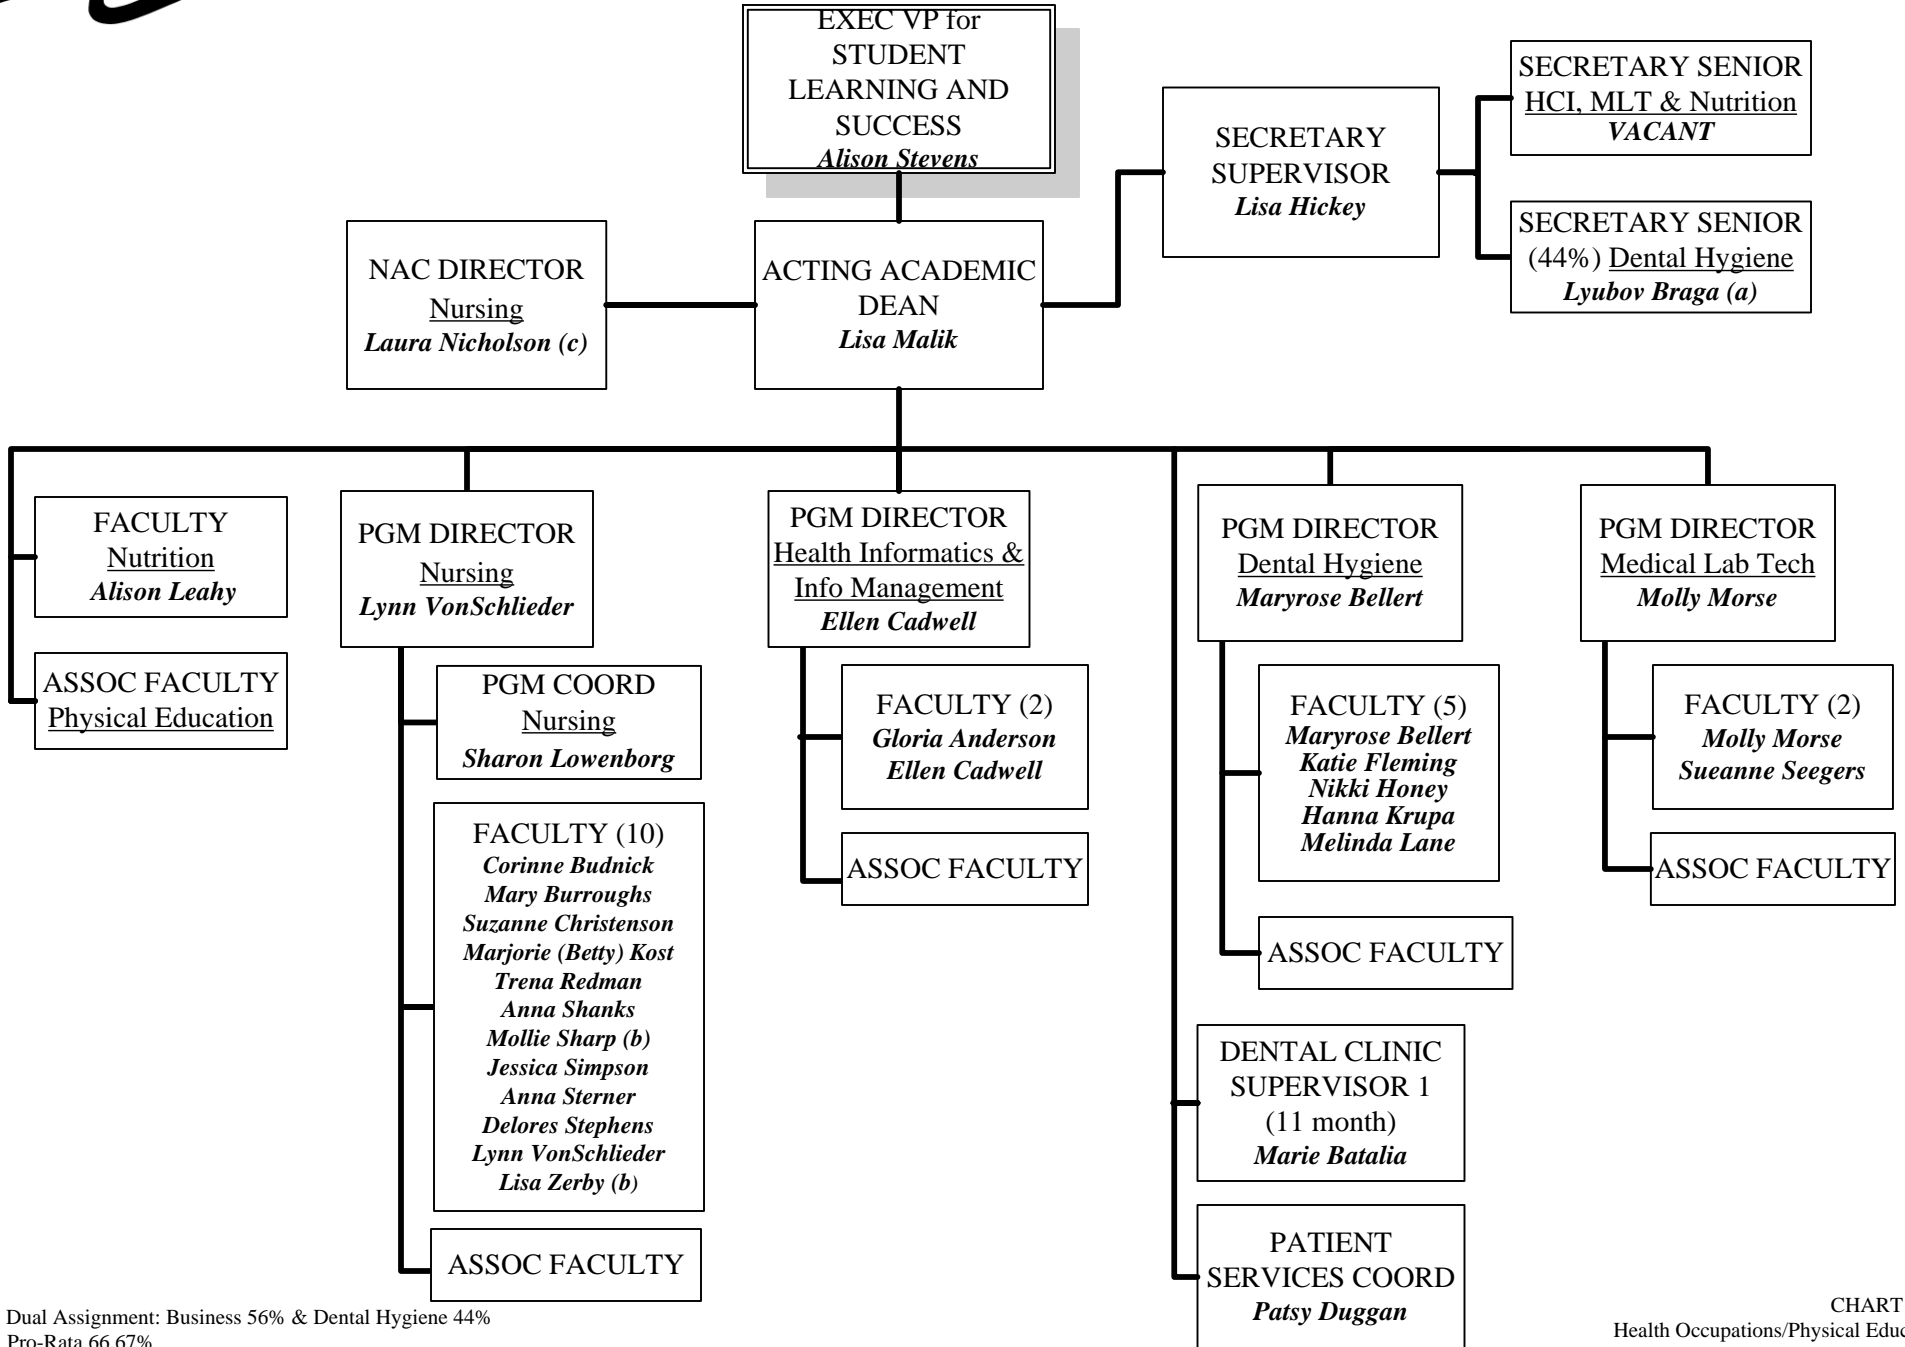 EXEC VP for
STUDENT
LEARNING AND
SUCCESS
Alison Stevens
SECRETARY
SUPERVISOR
Lisa Hickey
SECRETARY SENIOR
HCI, MLT & Nutrition
VACANT
SECRETARY SENIOR
(44%) Dental Hygiene
Lyubov Braga (a)
NAC DIRECTOR
Nursing
Laura Nicholson (c)
ACTING ACADEMIC
DEAN
Lisa Malik
FACULTY
Nutrition
Alison Leahy
ASSOC FACULTY
Physical Education
PGM DIRECTOR
Nursing
Lynn VonSchlieder
PGM COORD
Nursing
Sharon Lowenborg
FACULTY (10)
Corinne Budnick
Mary Burroughs
Suzanne Christenson
Marjorie (Betty) Kost
Trena Redman
Anna Shanks
Mollie Sharp (b)
Jessica Simpson
Anna Sterner
Delores Stephens
Lynn VonSchlieder
Lisa Zerby (b)
ASSOC FACULTY
PGM DIRECTOR
Health Informatics &
Info Management
Ellen Cadwell
FACULTY (2)
Gloria Anderson
Ellen Cadwell
ASSOC FACULTY
PGM DIRECTOR
Dental Hygiene
Maryrose Bellert
FACULTY (5)
Maryrose Bellert
Katie Fleming
Nikki Honey
Hanna Krupa
Melinda Lane
ASSOC FACULTY
DENTAL CLINIC
SUPERVISOR 1
(11 month)
Marie Batalia
PATIENT
SERVICES COORD
Patsy Duggan
PGM DIRECTOR
Medical Lab Tech
Molly Morse
FACULTY (2)
Molly Morse
Sueanne Seegers
ASSOC FACULTY
Dual Assignment: Business 56% & Dental Hygiene 44%
Pro-Rata 66.67%
CHART
Health Occupations/Physical Educ